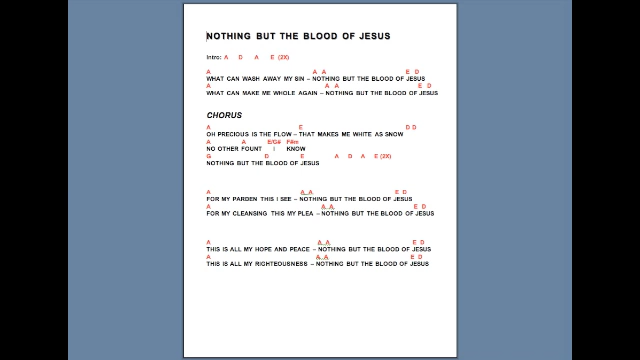 NOTHING BUT THE BLOOD OF JESUS
Intro: A D A E (2X)
A A A E D
WHAT CAN WASH AWAY MY SIN – NOTHING BUT THE BLOOD OF JESUS
A A A E D
WHAT CAN MAKE ME WHOLE AGAIN – NOTHING BUT THE BLOOD OF JESUS
CHORUS
A E D D
OH PRECIOUS IS THE FLOW – THAT MAKES ME WHITE AS SNOW
A A E/G# F#m
NO OTHER FOUNT I KNOW
G D E A D A E (2X)
NOTHING BUT THE BLOOD OF JESUS
A A A E D
FOR MY PARDEN THIS I SEE – NOTHING BUT THE BLOOD OF JESUS
A A A E D
FOR MY CLEANSING THIS MY PLEA – NOTHING BUT THE BLOOD OF JESUS
A A A E D
THIS IS ALL MY HOPE AND PEACE – NOTHING BUT THE BLOOD OF JESUS
A A A E D
THIS IS ALL MY RIGHTEOUSNESS – NOTHING BUT THE BLOOD OF JESUS